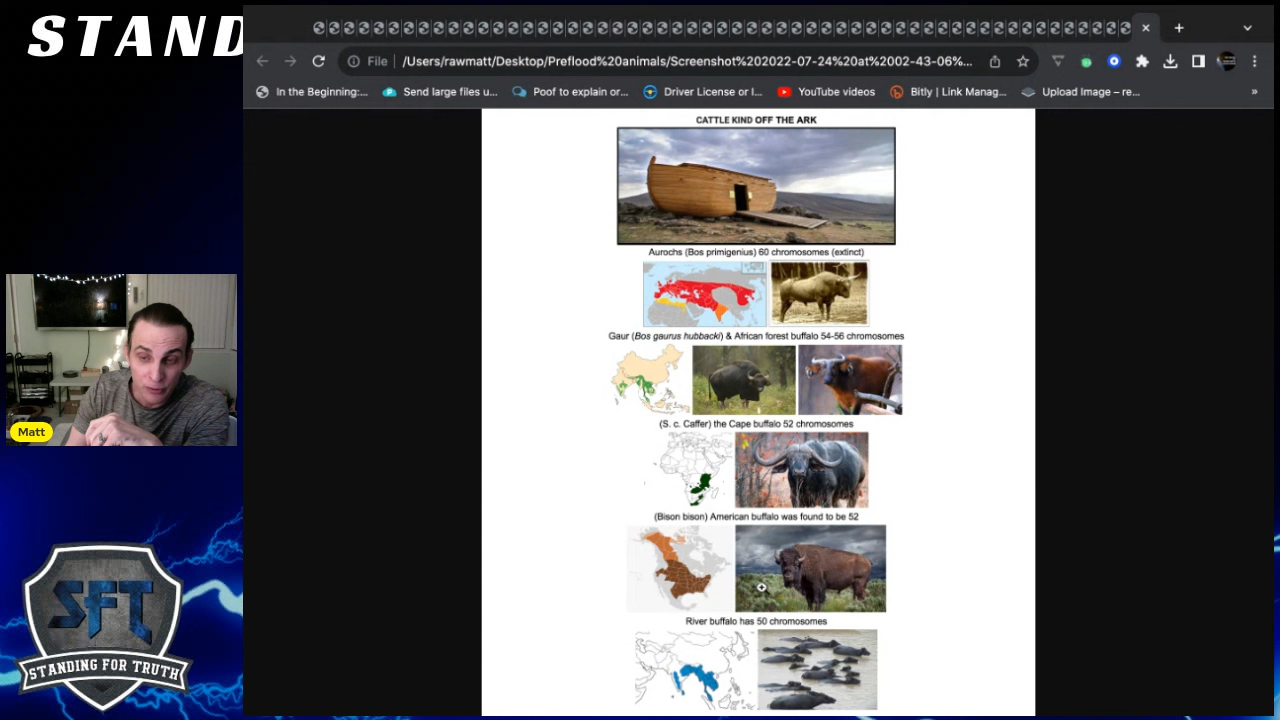 STAND
File
/Users/rawmatt/Desktop/Preflood%20animals/Screenshot%202022-07-24%20at%2002-43-06%...
In the Beginning:...
Send large files u...
Poof to explain or...
Driver License or I...
YouTube videos
Bitly | Link Manag...
Upload Image – re...
»
CATTLE KIND OFF THE ARK
Aurochs (Bos primigenius) 60 chromosomes (extinct)
Gaur (Bos gaurus hubbacki) & African forest buffalo 54-56 chromosomes
(S. c. Caffer) the Cape buffalo 52 chromosomes
(Bison bison) American buffalo was found to be 52
River buffalo has 50 chromosomes
Matt
SFT
STANDING FOR TRUTH